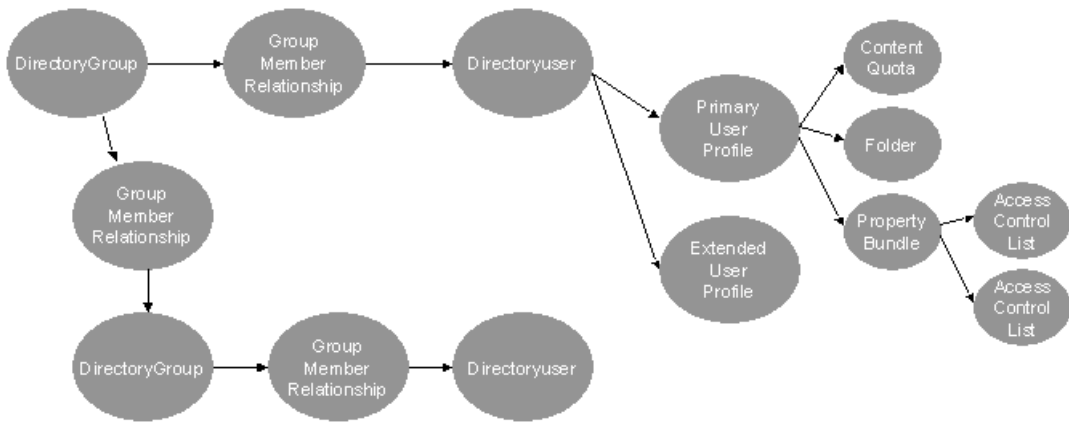 DirectoryGroup
Group
Member
Relationship
Directoryuser
Primary
User
Profile
Content
Quota
Folder
Property
Bundle
Access
Control
List
Access
Control
List
Extended
User
Profile
Group
Member
Relationship
DirectoryGroup
Group
Member
Relationship
Directoryuser